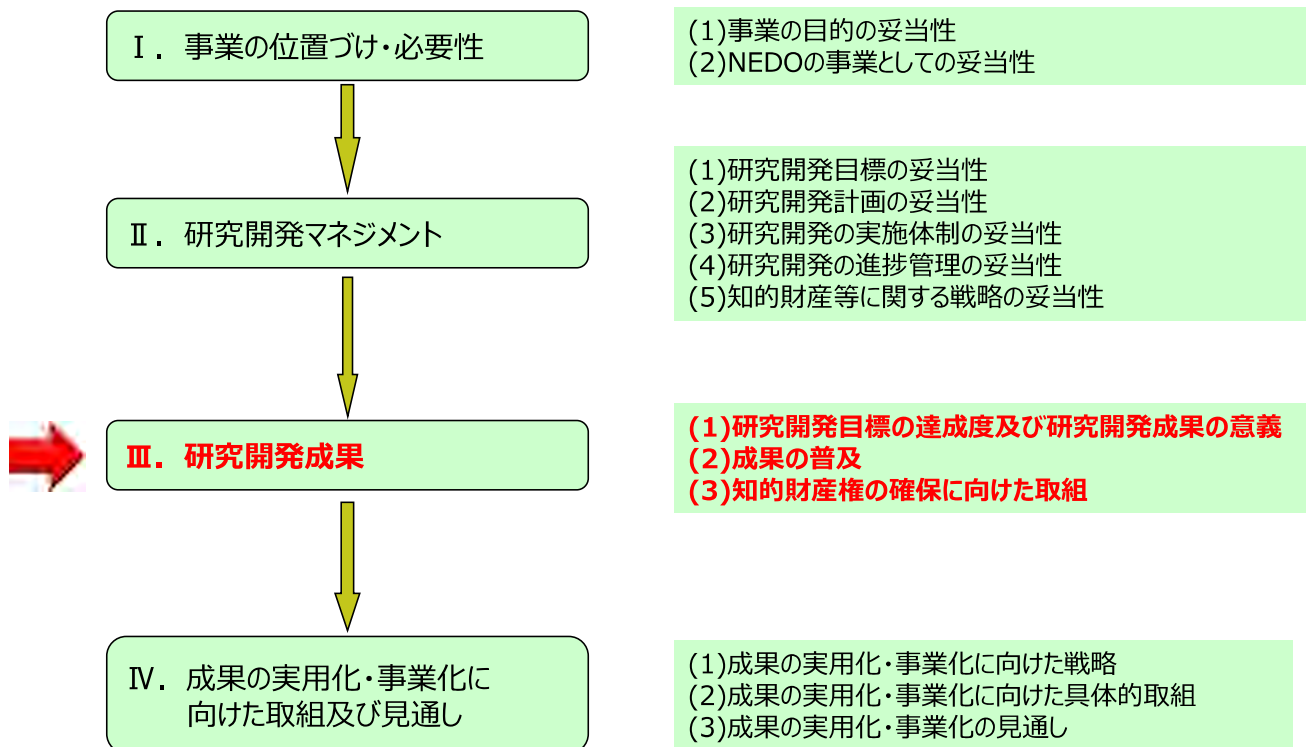 Ⅰ. 事業の位置づけ・必要性
(1)事業の目的の妥当性
(2)NEDOの事業としての妥当性
Ⅱ. 研究開発マネジメント
(1)研究開発目標の妥当性
(2)研究開発計画の妥当性
(3)研究開発の実施体制の妥当性
(4)研究開発の進捗管理の妥当性
(5)知的財産等に関する戦略の妥当性
Ⅲ. 研究開発成果
(1)研究開発目標の達成度及び研究開発成果の意義
(2)成果の普及
(3)知的財産権の確保に向けた取組
Ⅳ. 成果の実用化・事業化に
向けた取組及び見通し
(1)成果の実用化・事業化に向けた戦略
(2)成果の実用化・事業化に向けた具体的取組
(3)成果の実用化・事業化の見通し